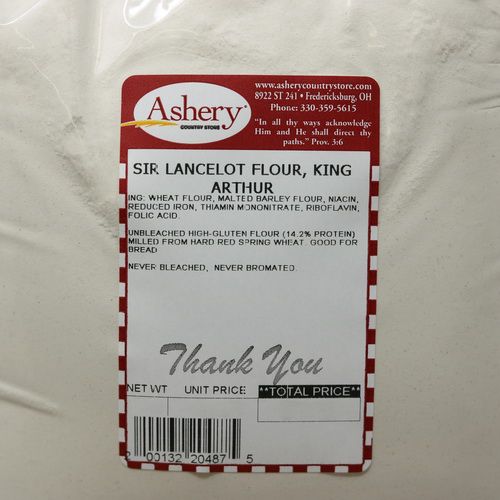 Ashery
COUNTRY STORE
www.asherycountrystore.com
8922 ST 241 • Fredericksburg, OH
Phone: 330-359-5615
"In all thy ways acknowledge
Him and He shall direct thy
paths." Prov. 3:6
SIR LANCELOT FLOUR, KING
ARTHUR
ING: WHEAT FLOUR, MALTED BARLEY FLOUR, NIACIN,
REDUCED IRON, THIAMIN MONONITRATE, RIBOFLAVIN,
FOLIC ACID.
UNBLEACHED HIGH-GLUTEN FLOUR (14.2% PROTEIN)
MILLED FROM HARD RED SPRING WHEAT. GOOD FOR
BREAD
NEVER BLEACHED, NEVER BROMATED.
Thank You
NET WT UNIT PRICE **TOTAL PRICE**
2 00132 20487 5